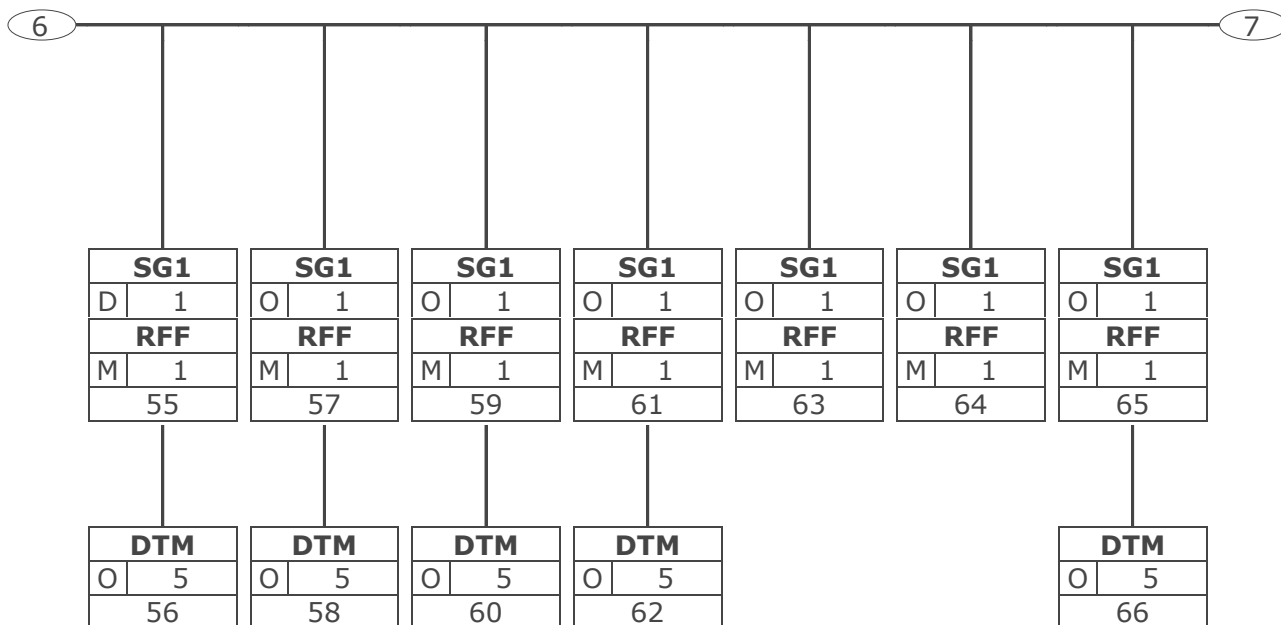 6 7
SG1 SG1 SG1 SG1 SG1 SG1 SG1
D 1 O 1 O 1 O 1 O 1 O 1 O 1
RFF RFF RFF RFF RFF RFF RFF
M 1 M 1 M 1 M 1 M 1 M 1 M 1
55 57 59 61 63 64 65
DTM DTM DTM DTM DTM
O 5 O 5 O 5 O 5 O 5
56 58 60 62 66